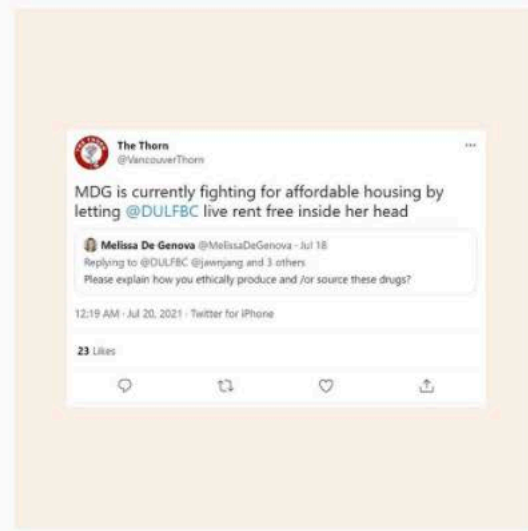 The Thorn
@VancouverThorn
MDG is currently fighting for affordable housing by
letting @DULFBC live rent free inside her head
Melissa De Genova @MelissaDeGenova · Jul 18
Replying to @DULFBC @jawnjang and 3 others
Please explain how you ethically produce and /or source these drugs?
12:19 AM · Jul 20, 2021 · Twitter for iPhone
23 Likes